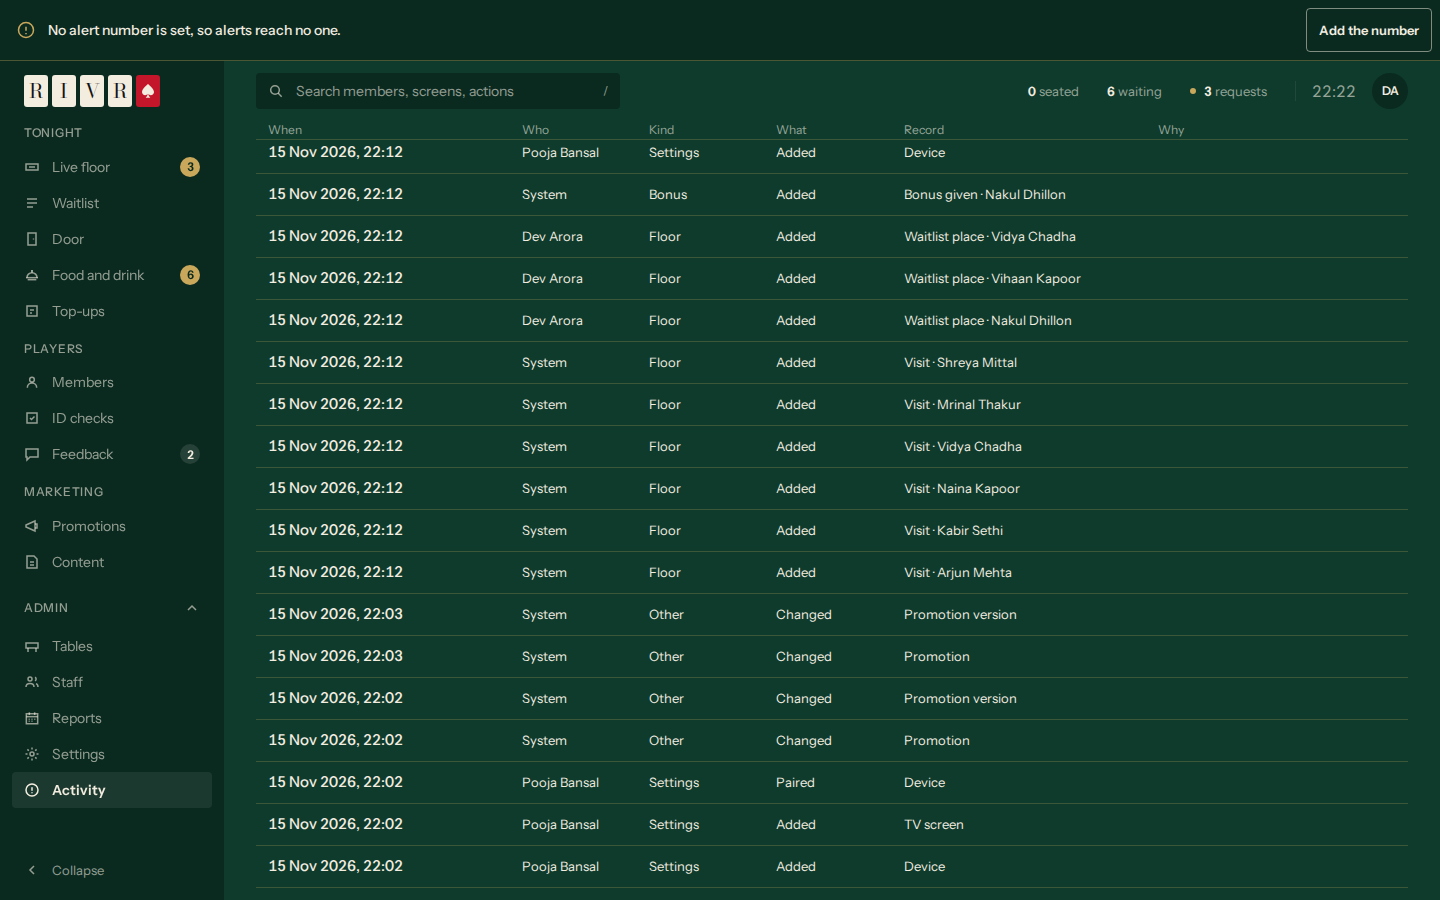 No alert number is set, so alerts reach no one.
Add the number
R I V R
Search members, screens, actions /
0 seated 6 waiting 3 requests 22:22 DA
TONIGHT
Live floor 3
Waitlist
Door
Food and drink 6
Top-ups
PLAYERS
Members
ID checks
Feedback 2
MARKETING
Promotions
Content
ADMIN
Tables
Staff
Reports
Settings
Activity
Collapse
When Who Kind What Record Why
15 Nov 2026, 22:12 Pooja Bansal Settings Added Device
15 Nov 2026, 22:12 System Bonus Added Bonus given · Nakul Dhillon
15 Nov 2026, 22:12 Dev Arora Floor Added Waitlist place · Vidya Chadha
15 Nov 2026, 22:12 Dev Arora Floor Added Waitlist place · Vihaan Kapoor
15 Nov 2026, 22:12 Dev Arora Floor Added Waitlist place · Nakul Dhillon
15 Nov 2026, 22:12 System Floor Added Visit · Shreya Mittal
15 Nov 2026, 22:12 System Floor Added Visit · Mrinal Thakur
15 Nov 2026, 22:12 System Floor Added Visit · Vidya Chadha
15 Nov 2026, 22:12 System Floor Added Visit · Naina Kapoor
15 Nov 2026, 22:12 System Floor Added Visit · Kabir Sethi
15 Nov 2026, 22:12 System Floor Added Visit · Arjun Mehta
15 Nov 2026, 22:03 System Other Changed Promotion version
15 Nov 2026, 22:03 System Other Changed Promotion
15 Nov 2026, 22:02 System Other Changed Promotion version
15 Nov 2026, 22:02 System Other Changed Promotion
15 Nov 2026, 22:02 Pooja Bansal Settings Paired Device
15 Nov 2026, 22:02 Pooja Bansal Settings Added TV screen
15 Nov 2026, 22:02 Pooja Bansal Settings Added Device